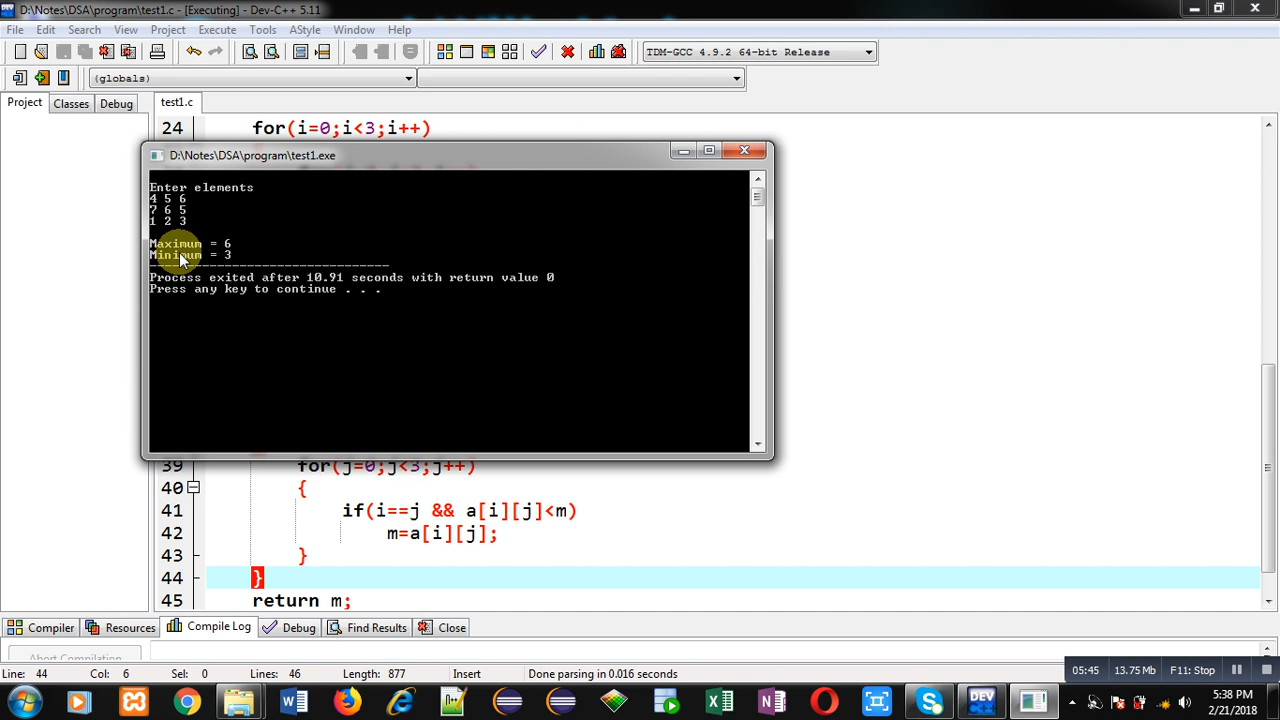 D:\Notes\DSA\program\test1.c - [Executing] - Dev-C++ 5.11
File Edit Search View Project Execute Tools AStyle Window Help
TDM-GCC 4.9.2 64-bit Release
(globals)
Project Classes Debug test1.c
24 for(i=0;i<3;i++)
D:\Notes\DSA\program\test1.exe
Enter elements
4 5 6
7 6 5
1 2 3
Maximum = 6
Minimum = 3
--------------------------------
Process exited after 10.91 seconds with return value 0
Press any key to continue . . .
39 for(j=0;j<3;j++)
40 {
41 if(i==j && a[i][j]<m)
42 m=a[i][j];
43 }
44 }
45 return m;
Compiler Resources Compile Log Debug Find Results Close
Abort Compilation
Line: 44 Col: 6 Sel: 0 Lines: 46 Length: 877 Insert Done parsing in 0.016 seconds
05:45 13.75 Mb F11: Stop
5:38 PM
2/21/2018